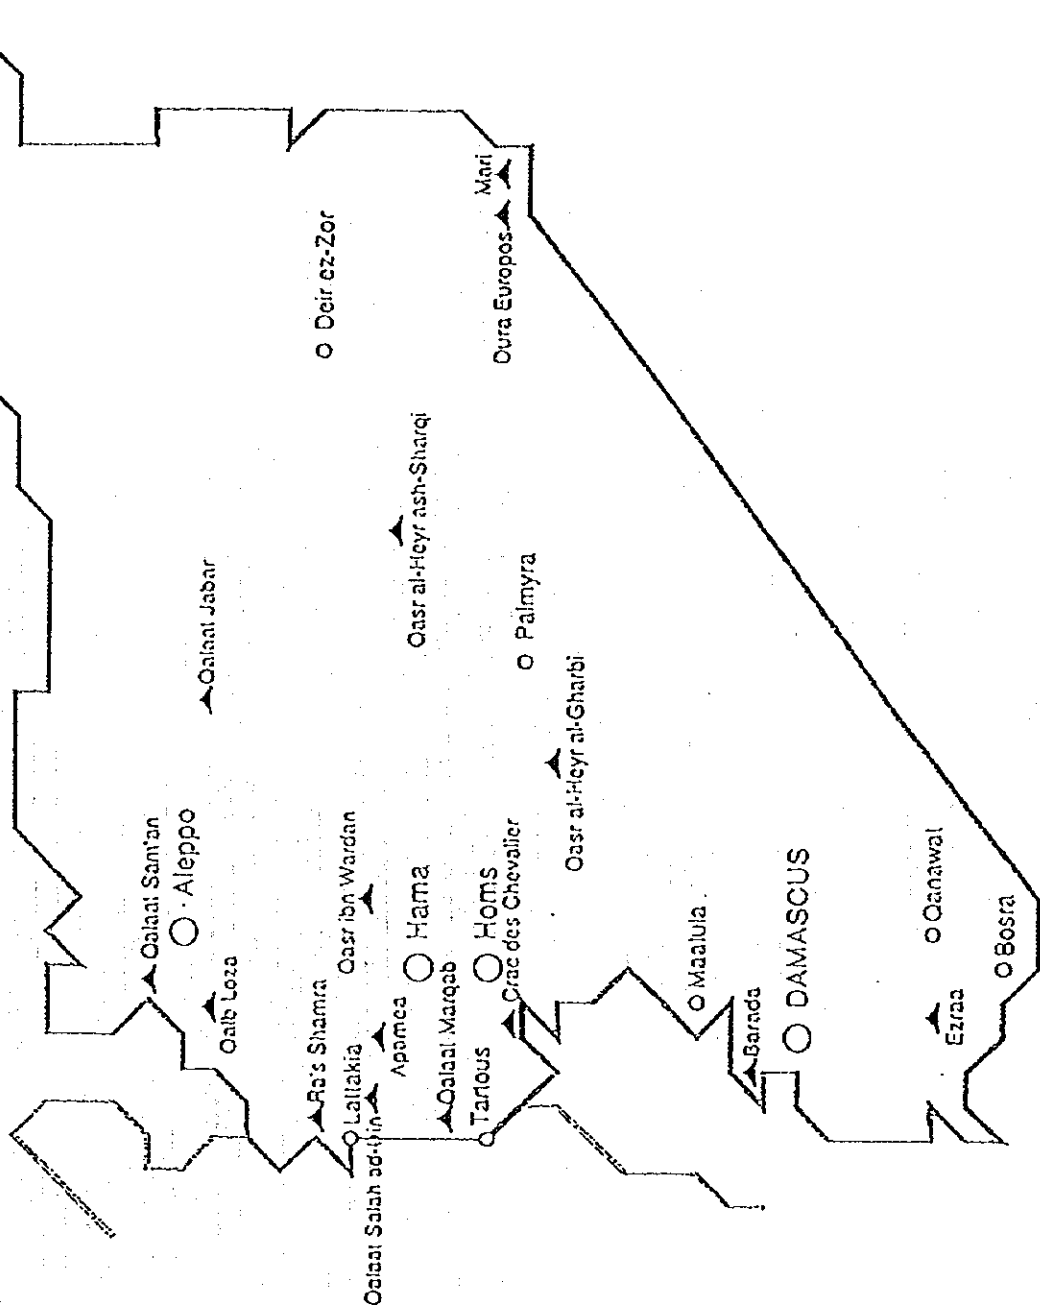 Qalaat Sam'an
Aleppo
Qalb Loza
Qalaat Jabar
Ra's Shamra
Lattakia
Qalaat Salah ad-Din
Qasr ibn Wardan
Apamea
Hama
Qalaat Marqab
Tartous
Homs
Crac des Chevalier
Deir ez-Zor
Qasr al-Heyr ash-Sharqi
Palmyra
Qasr al-Heyr al-Gharbi
Mari
Dura Europos
Maalula
Barada
DAMASCUS
Qanawat
Ezraa
Bosra